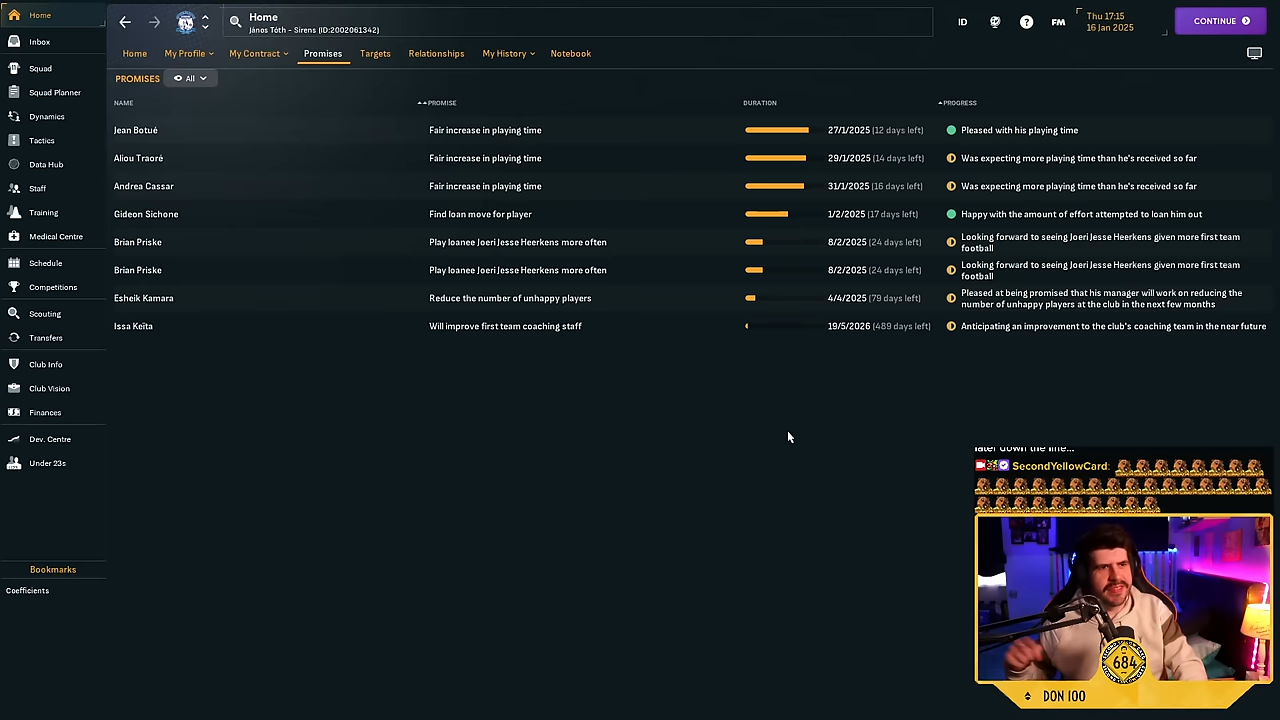 Home
Inbox
Squad
Squad Planner
Dynamics
Tactics
Data Hub
Staff
Training
Medical Centre
Schedule
Competitions
Scouting
Transfers
Club Info
Club Vision
Finances
Dev. Centre
Under 23s
Bookmarks
Coefficients
Home
János Tóth - Sirens (ID:2002061342)
ID
?
FM
Thu 17:15
16 Jan 2025
CONTINUE
Home My Profile My Contract Promises Targets Relationships My History Notebook
PROMISES All
NAME PROMISE DURATION PROGRESS
Jean Botué Fair increase in playing time 27/1/2025 (12 days left) Pleased with his playing time
Aliou Traoré Fair increase in playing time 29/1/2025 (14 days left) Was expecting more playing time than he's received so far
Andrea Cassar Fair increase in playing time 31/1/2025 (16 days left) Was expecting more playing time than he's received so far
Gideon Sichone Find loan move for player 1/2/2025 (17 days left) Happy with the amount of effort attempted to loan him out
Brian Priske Play loanee Joeri Jesse Heerkens more often 8/2/2025 (24 days left) Looking forward to seeing Joeri Jesse Heerkens given more first team
football
Brian Priske Play loanee Joeri Jesse Heerkens more often 8/2/2025 (24 days left) Looking forward to seeing Joeri Jesse Heerkens given more first team
football
Esheik Kamara Reduce the number of unhappy players 4/4/2025 (79 days left) Pleased at being promised that his manager will work on reducing the
number of unhappy players at the club in the next few months
Issa Keïta Will improve first team coaching staff 19/5/2026 (489 days left) Anticipating an improvement to the club's coaching team in the near future
later down the line...
SecondYellowCard:
684
DON 100